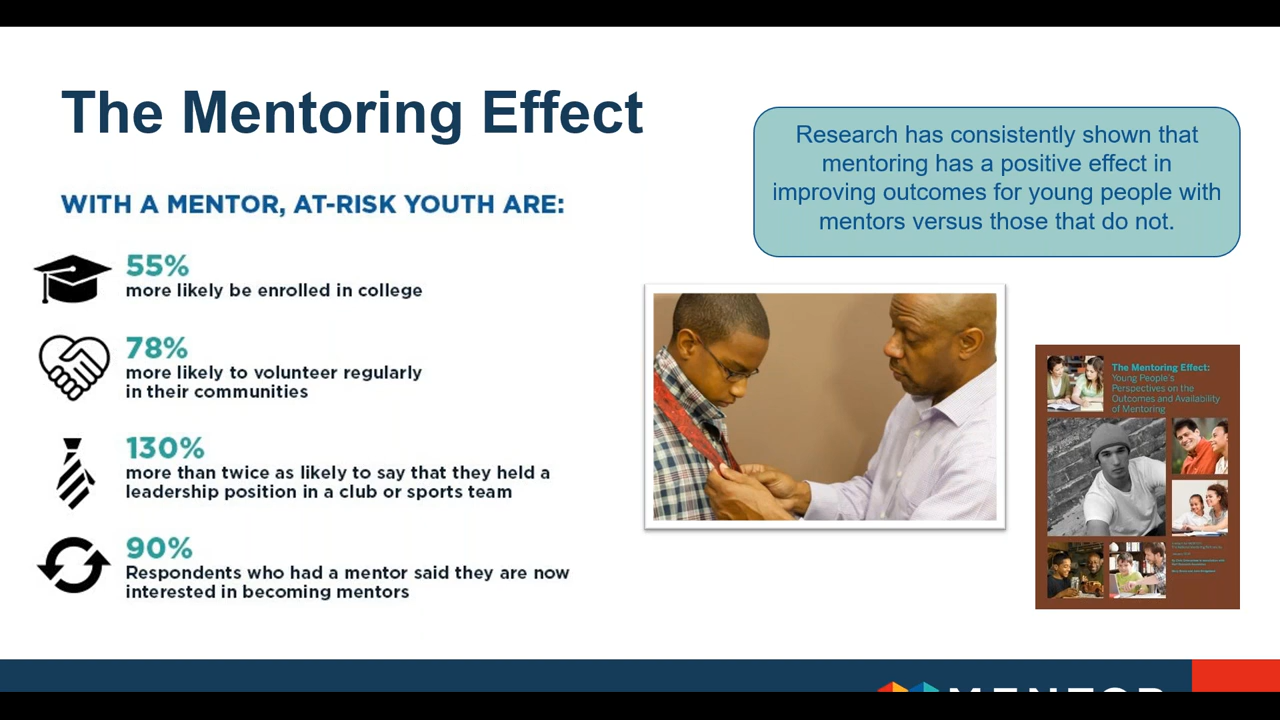 The Mentoring Effect
WITH A MENTOR, AT-RISK YOUTH ARE:
55%
more likely be enrolled in college
78%
more likely to volunteer regularly
in their communities
130%
more than twice as likely to say that they held a
leadership position in a club or sports team
90%
Respondents who had a mentor said they are now
interested in becoming mentors
Research has consistently shown that
mentoring has a positive effect in
improving outcomes for young people with
mentors versus those that do not.
The Mentoring Effect:
Young People's
Perspectives on the
Outcomes and Availability
of Mentoring
MENTOR